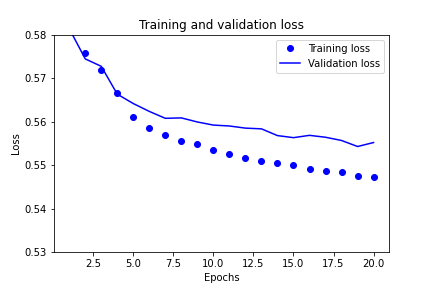 Training and validation loss
Training loss
Validation loss
0.58
0.57
0.56
0.55
0.54
0.53
Loss
2.5 5.0 7.5 10.0 12.5 15.0 17.5 20.0
Epochs